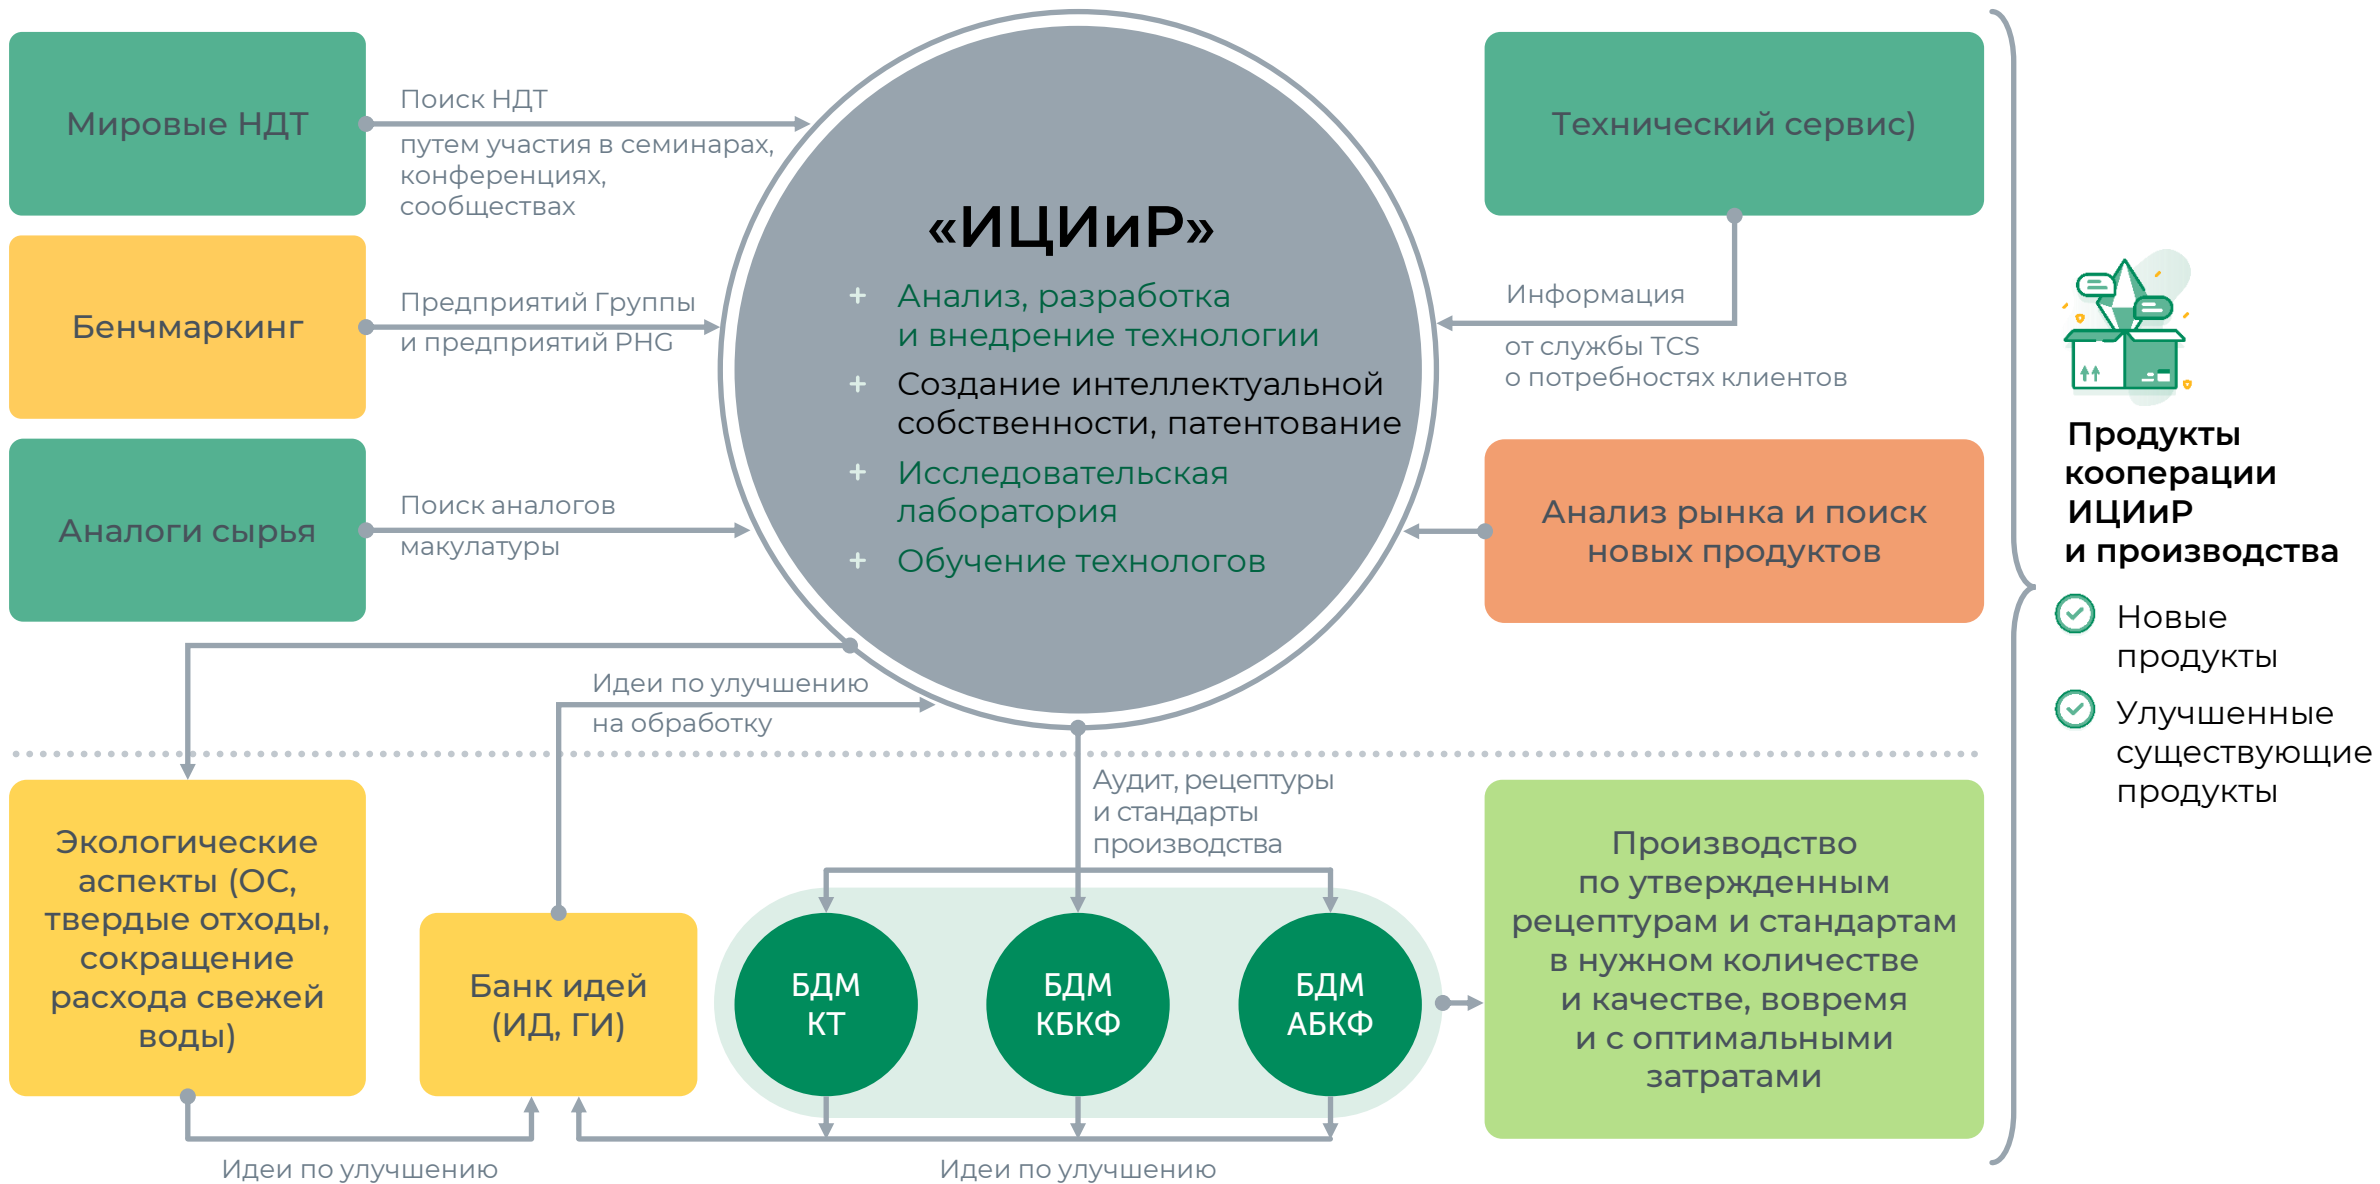 Мировые НДТ
Поиск НДТ
путем участия в семинарах,
конференциях,
сообществах
Бенчмаркинг
Предприятий Группы
и предприятий PHG
Аналоги сырья
Поиск аналогов
макулатуры
«ИЦИиР»
+ Анализ, разработка
и внедрение технологии
+ Создание интеллектуальной
собственности, патентование
+ Исследовательская
лаборатория
+ Обучение технологов
Технический сервис)
Информация
от службы TCS
о потребностях клиентов
Анализ рынка и поиск
новых продуктов
Идеи по улучшению
на обработку
Аудит, рецептуры
и стандарты
производства
Экологические
аспекты (ОС,
твердые отходы,
сокращение
расхода свежей
воды)
Банк идей
(ИД, ГИ)
БДМ
КТ
БДМ
КБКФ
БДМ
АБКФ
Производство
по утвержденным
рецептурам и стандартам
в нужном количестве
и качестве, вовремя
и с оптимальными
затратами
Идеи по улучшению
Идеи по улучшению
Продукты
кооперации
ИЦИиР
и производства
Новые
продукты
Улучшенные
существующие
продукты